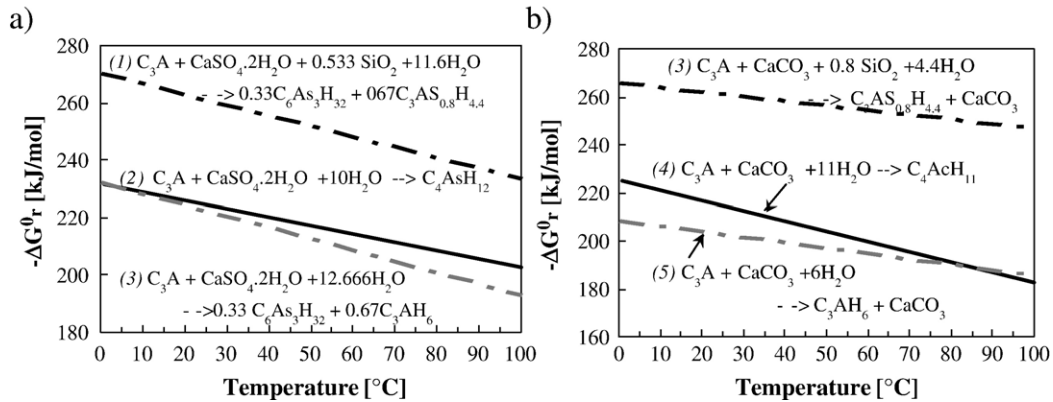 a)
280
260
240
220
200
180
-ΔG⁰r [kJ/mol]
(1) C₃A + CaSO₄.2H₂O + 0.533 SiO₂ +11.6H₂O
- -> 0.33C₆As₃H₃₂ + 067C₃AS₀.₈H₄.₄
(2) C₃A + CaSO₄.2H₂O +10H₂O --> C₄AsH₁₂
(3) C₃A + CaSO₄.2H₂O +12.666H₂O
- ->0.33 C₆As₃H₃₂ + 0.67C₃AH₆
0 10 20 30 40 50 60 70 80 90 100
Temperature [°C]
b)
280
260
240
220
200
180
160
-ΔG⁰r [kJ/mol]
(3) C₃A + CaCO₃ + 0.8 SiO₂ +4.4H₂O
- -> C₃AS₀.₈H₄.₄ + CaCO₃
(4) C₃A + CaCO₃ +11H₂O --> C₄AcH₁₁
(5) C₃A + CaCO₃ +6H₂O
- -> C₃AH₆ + CaCO₃
0 10 20 30 40 50 60 70 80 90 100
Temperature [°C]